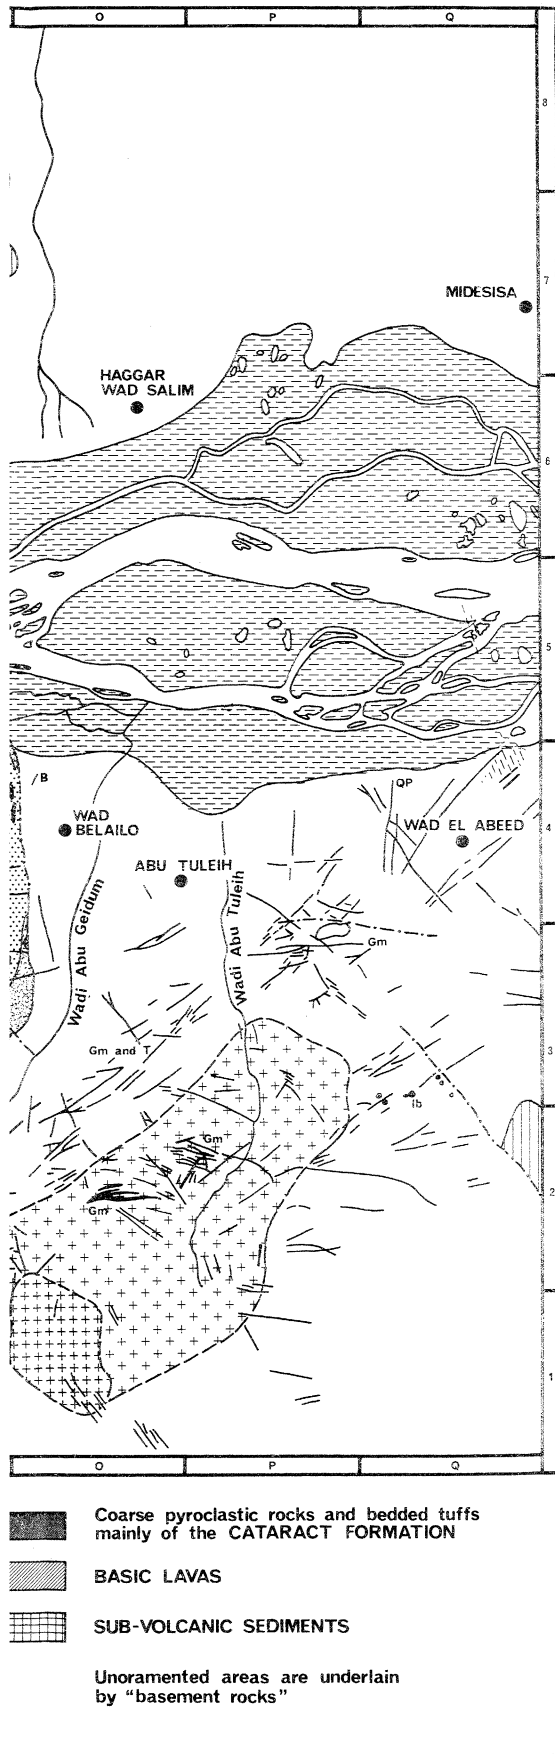 O P Q
8
7
MIDESISA
HAGGAR
WAD SALIM
6
5
B
QP
WAD
BELAILO
WAD EL ABEED
4
ABU TULEIH
Wadi Abu Geidum
Wadi Abu Tuleih
Gm
Gm and T
3
Ib
Gm
2
Gm
1
O P Q
Coarse pyroclastic rocks and bedded tuffs
mainly of the CATARACT FORMATION
BASIC LAVAS
SUB-VOLCANIC SEDIMENTS
Unoramented areas are underlain
by "basement rocks"